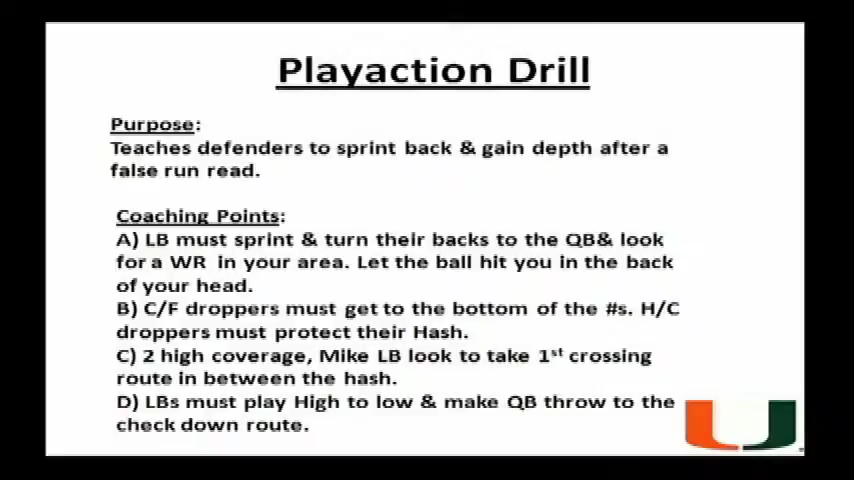 Playaction Drill
Purpose:
Teaches defenders to sprint back & gain depth after a
false run read.
Coaching Points:
A) LB must sprint & turn their backs to the QB& look
for a WR in your area. Let the ball hit you in the back
of your head.
B) C/F droppers must get to the bottom of the #s. H/C
droppers must protect their Hash.
C) 2 high coverage, Mike LB look to take 1st crossing
route in between the hash.
D) LBs must play High to low & make QB throw to the
check down route.